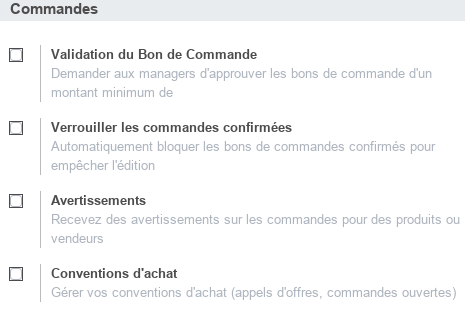 Commandes
Validation du Bon de Commande
Demander aux managers d'approuver les bons de commande d'un
montant minimum de
Verrouiller les commandes confirmées
Automatiquement bloquer les bons de commandes confirmés pour
empêcher l'édition
Avertissements
Recevez des avertissements sur les commandes pour des produits ou
vendeurs
Conventions d'achat
Gérer vos conventions d'achat (appels d'offres, commandes ouvertes)